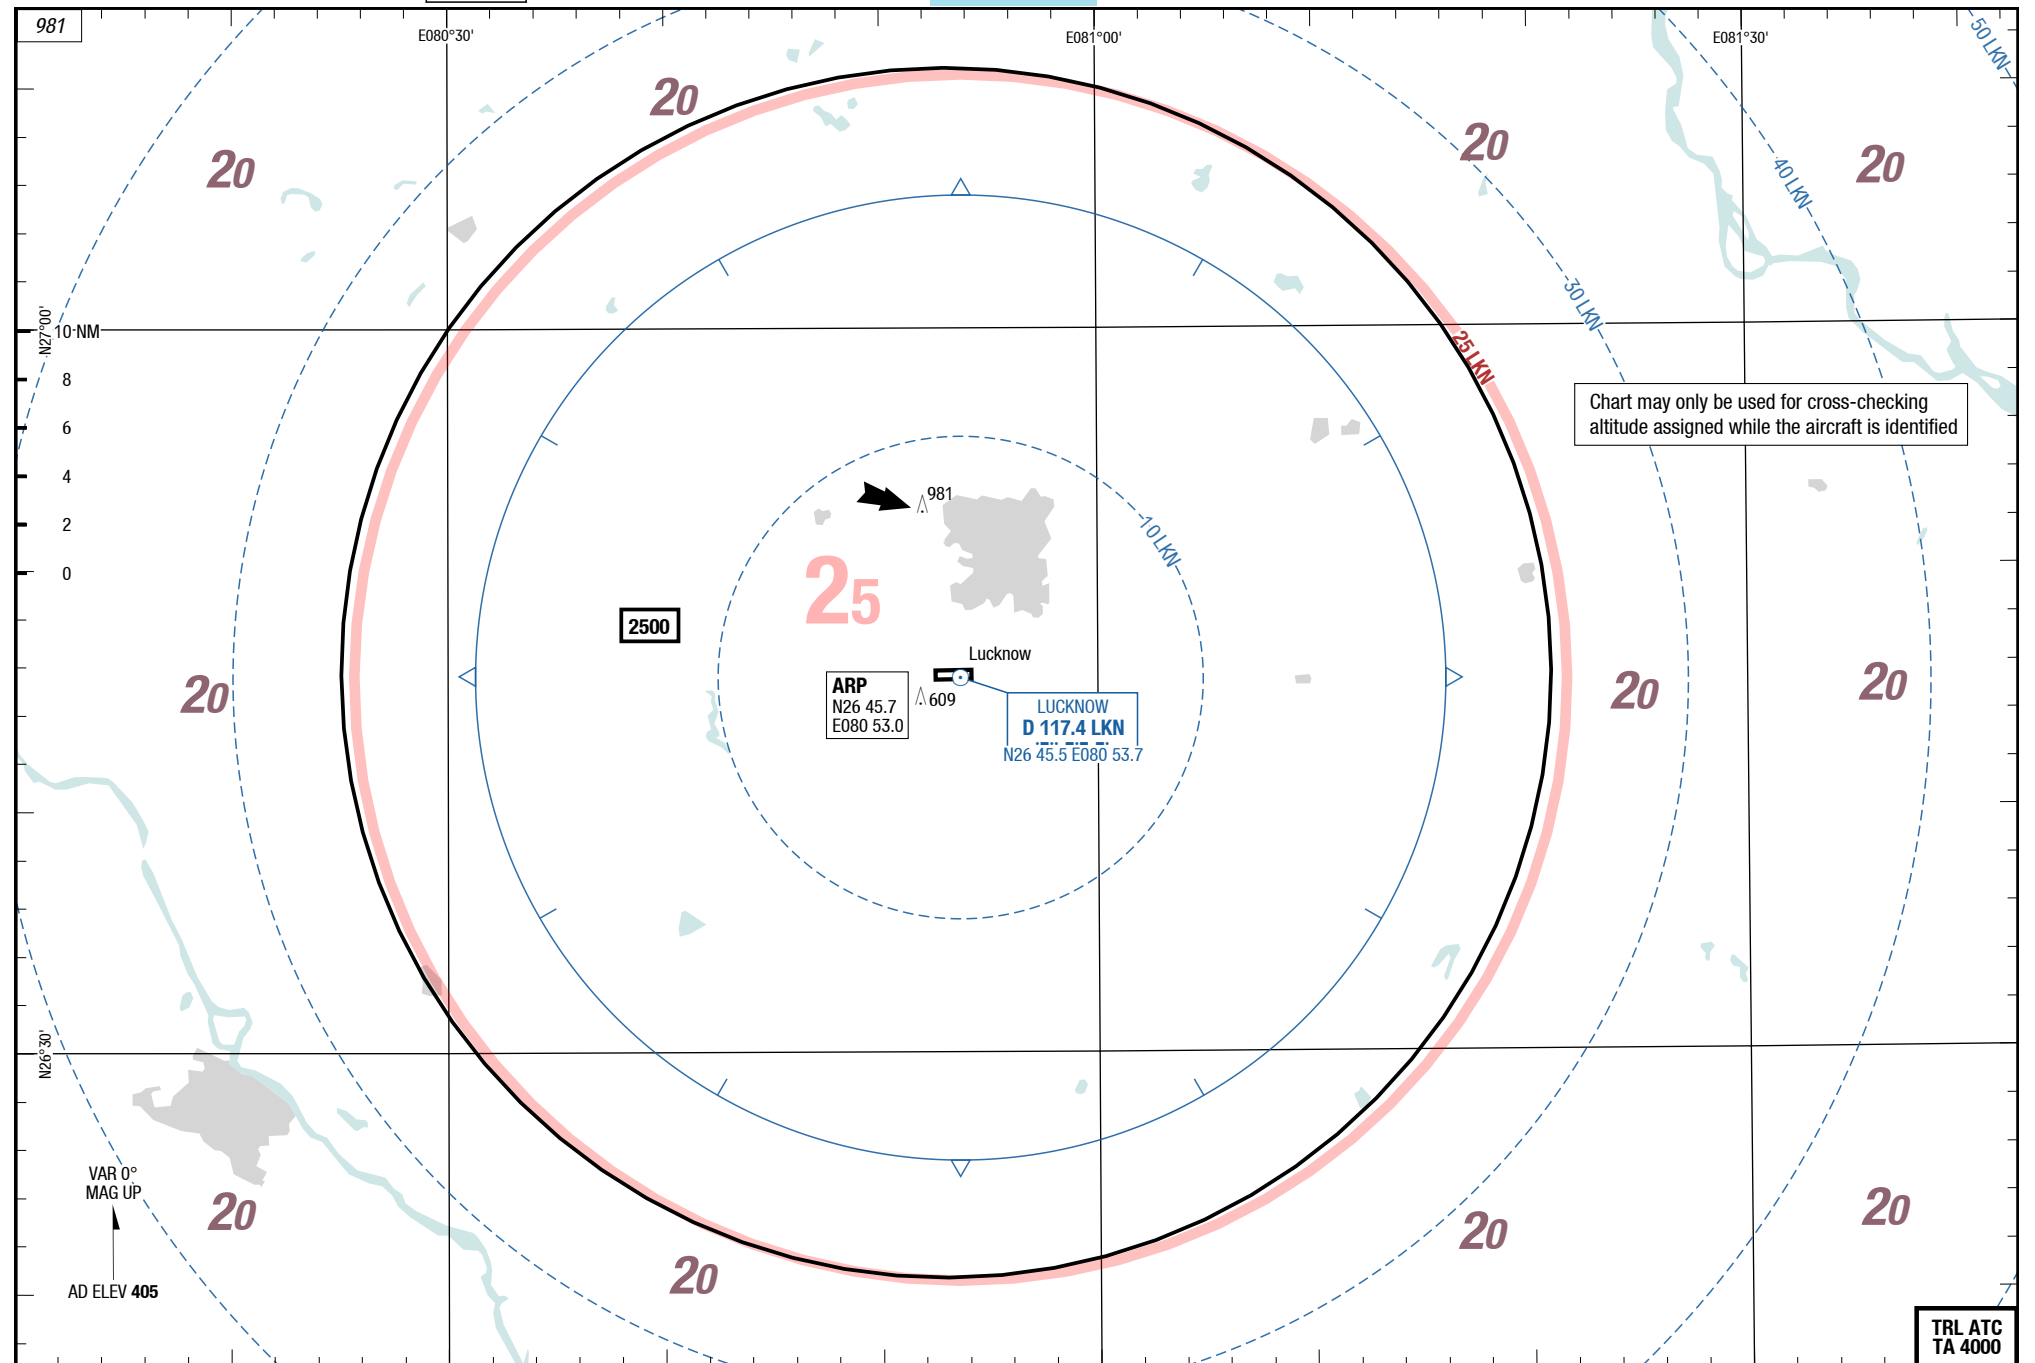 981
E080°30'
E081°00'
E081°30'
50 LKN
20
20
20
20
40 LKN
30 LKN
N27°00'
10 NM
8
6
4
2
0
25 LKN
Chart may only be used for cross-checking
altitude assigned while the aircraft is identified
981
10 LKN
25
2500
Lucknow
ARP
N26 45.7
E080 53.0
609
LUCKNOW
D 117.4 LKN
N26 45.5 E080 53.7
20
20
20
N26°30'
VAR 0°
MAG UP
AD ELEV 405
20
20
20
20
TRL ATC
TA 4000